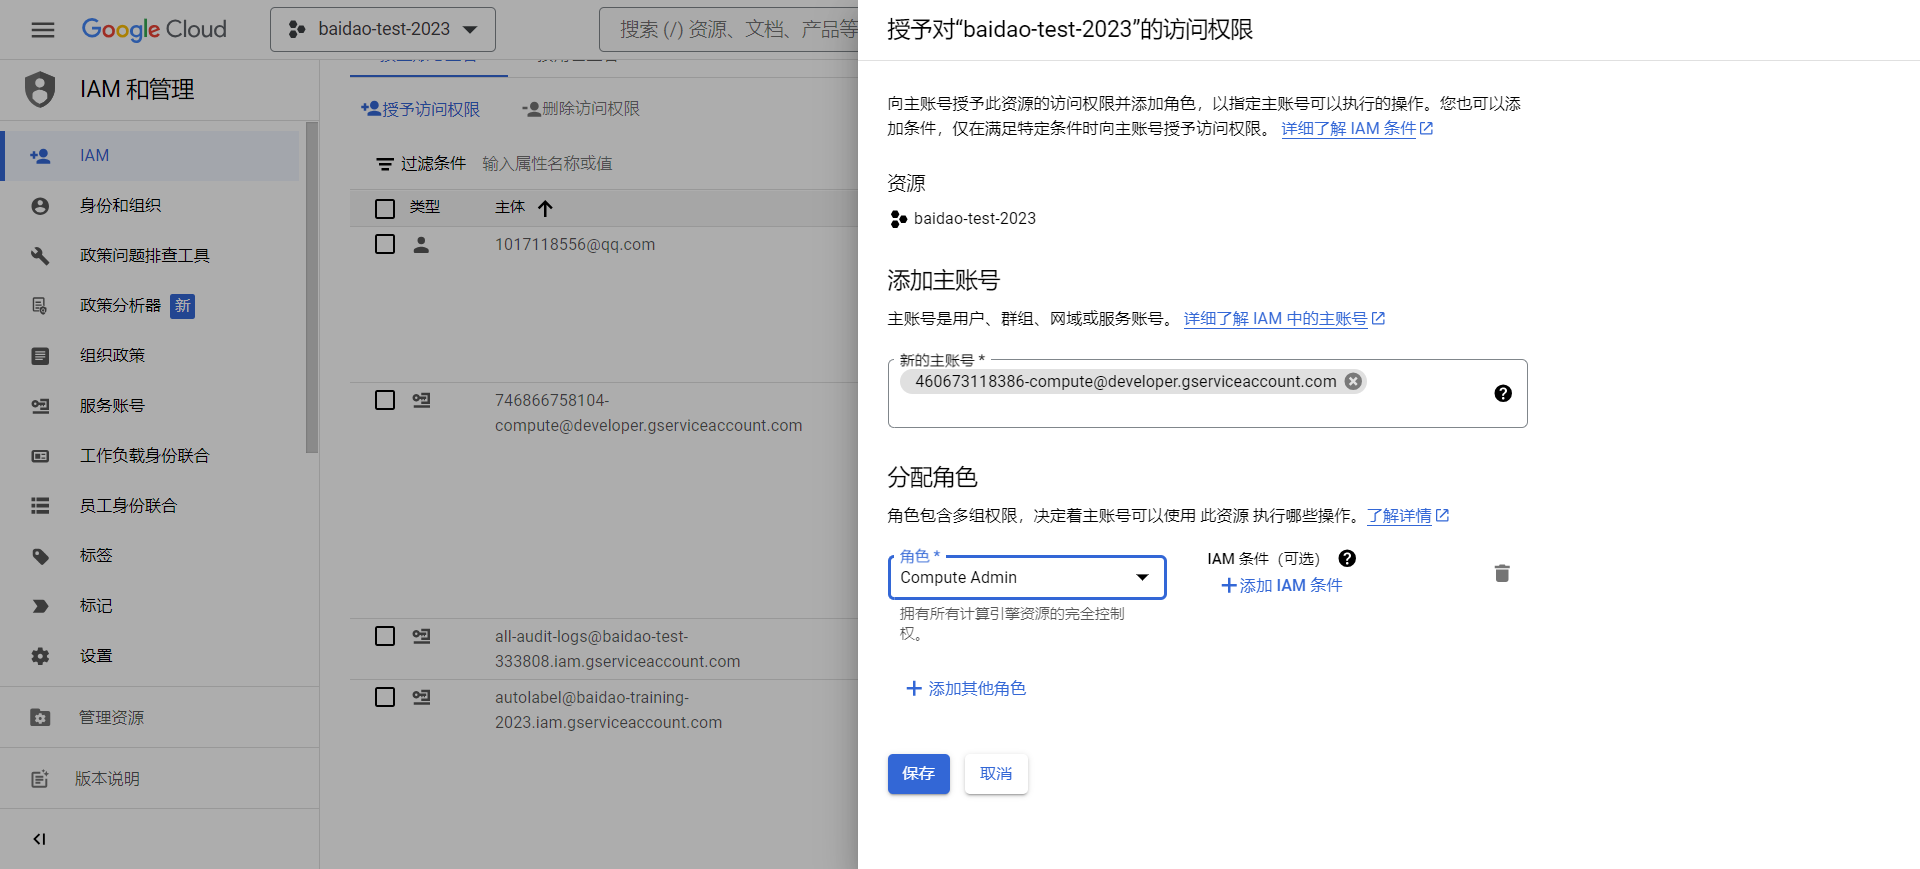 Google Cloud
baidao-test-2023
搜索 (/) 资源、文档、产品等
IAM 和管理
IAM
身份和组织
政策问题排查工具
政策分析器 新
组织政策
服务账号
工作负载身份联合
员工身份联合
标签
标记
设置
管理资源
版本说明
授予访问权限
删除访问权限
过滤条件 输入属性名称或值
类型 主体
1017118556@qq.com
746866758104-
compute@developer.gserviceaccount.com
all-audit-logs@baidao-test-
333808.iam.gserviceaccount.com
autolabel@baidao-training-
2023.iam.gserviceaccount.com
授予对“baidao-test-2023”的访问权限
向主账号授予此资源的访问权限并添加角色，以指定主账号可以执行的操作。您也可以添
加条件，仅在满足特定条件时向主账号授予访问权限。 详细了解 IAM 条件
资源
baidao-test-2023
添加主账号
主账号是用户、群组、网域或服务账号。 详细了解 IAM 中的主账号
新的主账号 *
460673118386-compute@developer.gserviceaccount.com
分配角色
角色包含多组权限，决定着主账号可以使用 此资源 执行哪些操作。 了解详情
角色 *
Compute Admin
拥有所有计算引擎资源的完全控制
权。
IAM 条件（可选）
添加 IAM 条件
添加其他角色
保存
取消